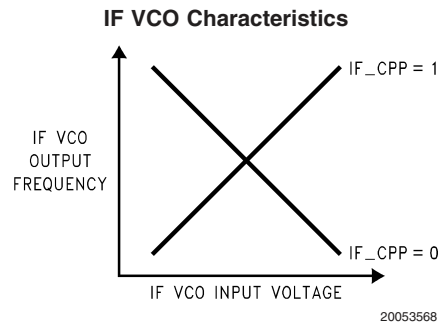 IF VCO Characteristics
IF_CPP = 1
IF VCO
OUTPUT
FREQUENCY
IF_CPP = 0
IF VCO INPUT VOLTAGE
20053568